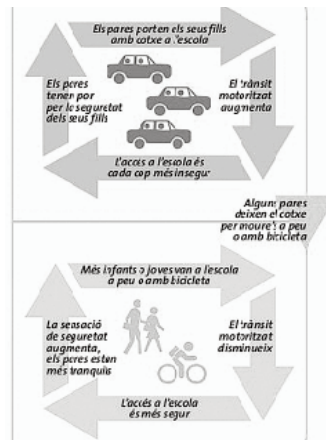 Els pares porten els seus fills
amb cotxe a l'escola
Els pares
tenen por
per la seguretat
dels seus fills
El trànsit
motoritzat
augmenta
L'accés a l'escola és
cada cop més insegur
Alguns pares
deixen el cotxe
per moure's a peu
o amb bicicleta
Més infants o joves van a l'escola
a peu o amb bicicleta
La sensació
de seguretat
augmenta,
els pares estan
més tranquils
El trànsit
motoritzat
disminueix
L'accés a l'escola
és més segur